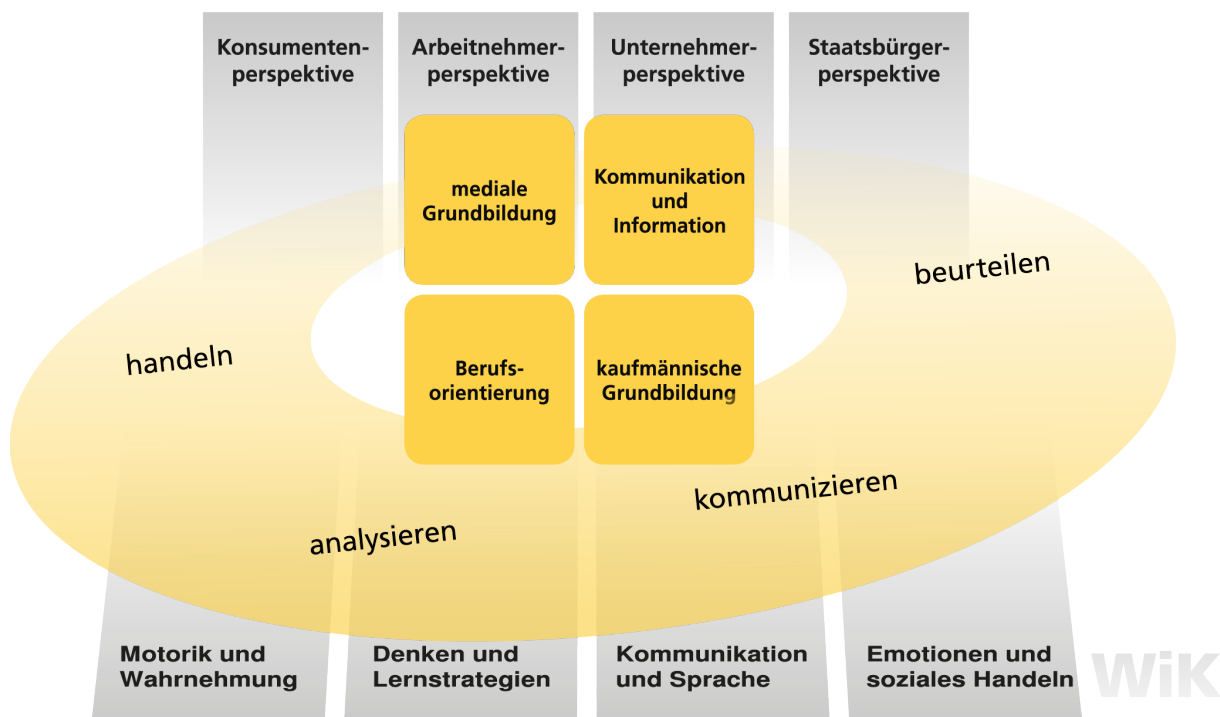 Konsumenten-
perspektive
Arbeitnehmer-
perspektive
Unternehmer-
perspektive
Staatsbürger-
perspektive
mediale
Grundbildung
Kommunikation
und
Information
beurteilen
handeln
Berufs-
orientierung
kaufmännische
Grundbildung
kommunizieren
analysieren
Motorik und
Wahrnehmung
Denken und
Lernstrategien
Kommunikation
und Sprache
Emotionen und
soziales Handeln
WiK